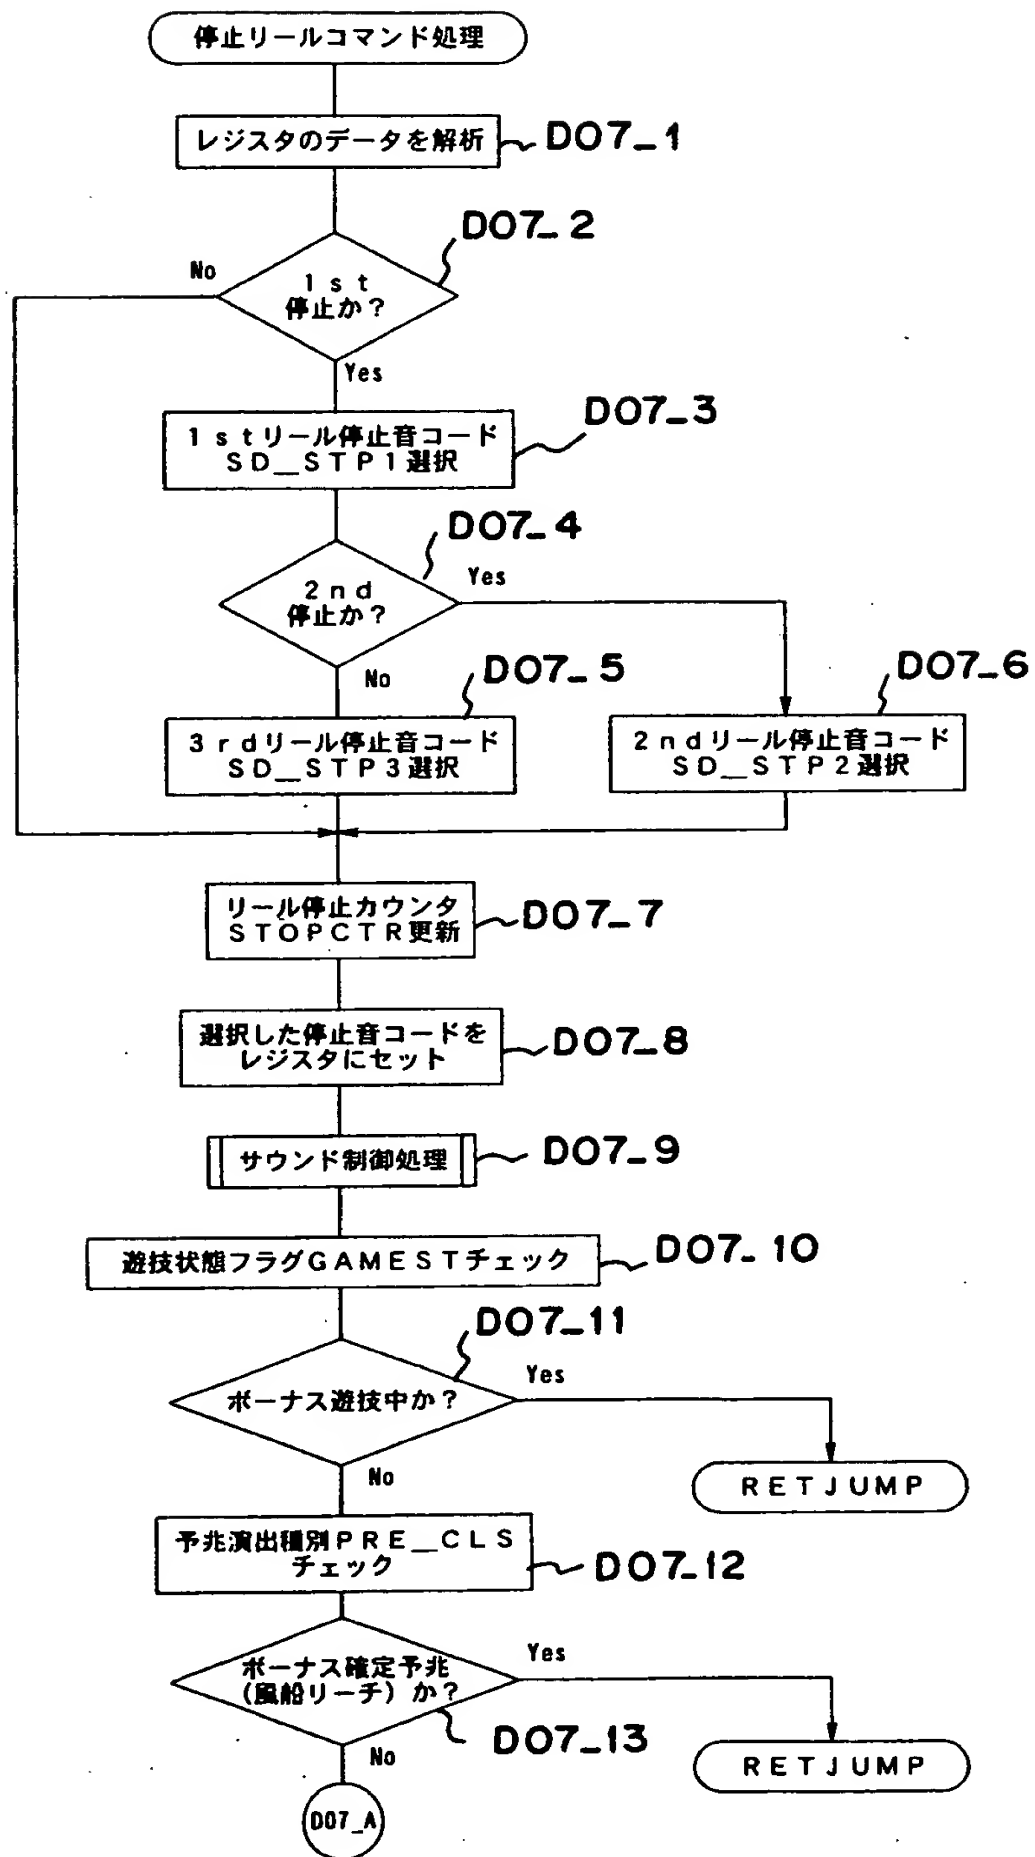 停止リールコマンド処理
レジスタのデータを解析
D07_1
D07_2
No
1st
停止か？
Yes
D07_3
1stリール停止音コード
SD__STP1選択
D07_4
Yes
2nd
停止か？
No
D07_5
D07_6
3rdリール停止音コード
SD__STP3選択
2ndリール停止音コード
SD__STP2選択
リール停止カウンタ
STOPCTR更新
D07_7
選択した停止音コードを
レジスタにセット
D07_8
サウンド制御処理
D07_9
遊技状態フラグGAMESTチェック
D07_10
D07_11
Yes
ボーナス遊技中か？
No
RETJUMP
予兆演出種別PRE__CLS
チェック
D07_12
Yes
ボーナス確定予兆
(風船リーチ)か？
D07_13
No
RETJUMP
D07_A